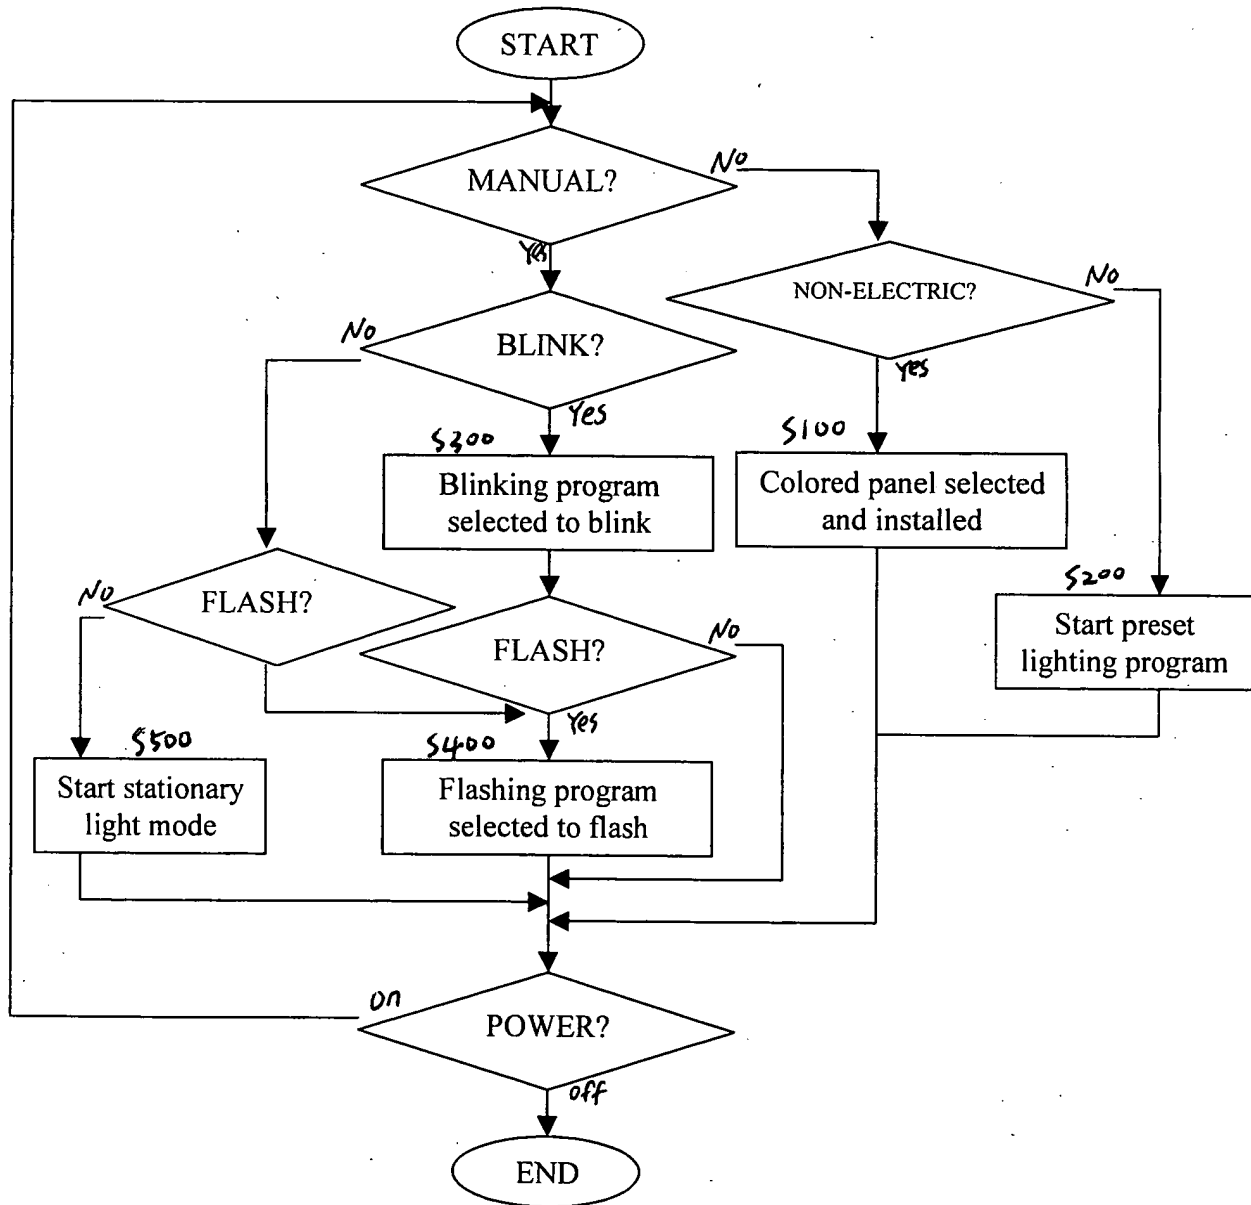 START
MANUAL?
No
Yes
NON-ELECTRIC?
No
Yes
BLINK?
No
Yes
S300
Blinking program
selected to blink
S100
Colored panel selected
and installed
FLASH?
No
FLASH?
No
Yes
S200
Start preset
lighting program
S500
Start stationary
light mode
S400
Flashing program
selected to flash
POWER?
on
off
END